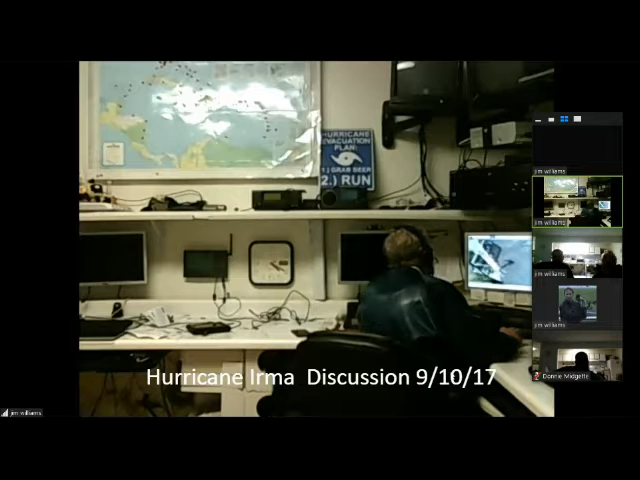 HURRICANE
EVACUATION
PLAN:
1.) GRAB BEER
2.) RUN
Hurricane Irma Discussion 9/10/17
jim williams
jim williams
jim williams
jim williams
jim williams
Donnie Midgette